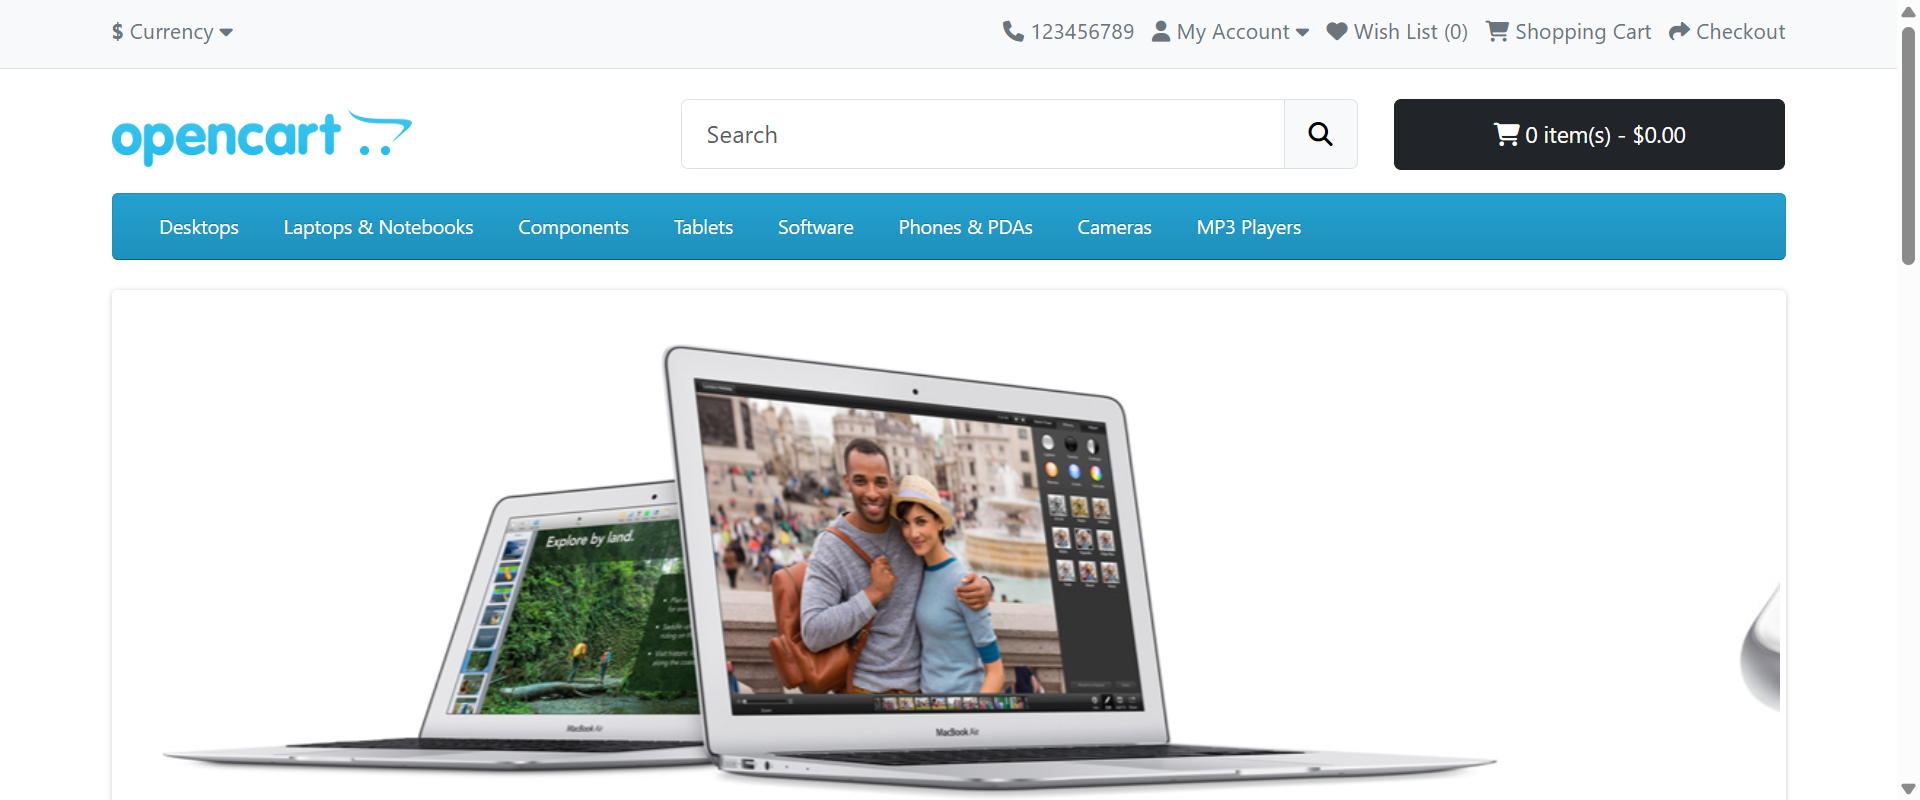 $ Currency
123456789 My Account Wish List (0) Shopping Cart Checkout
opencart
Search
0 item(s) - $0.00
Desktops Laptops & Notebooks Components Tablets Software Phones & PDAs Cameras MP3 Players
Explore by land.
MacBook Air
MacBook Air